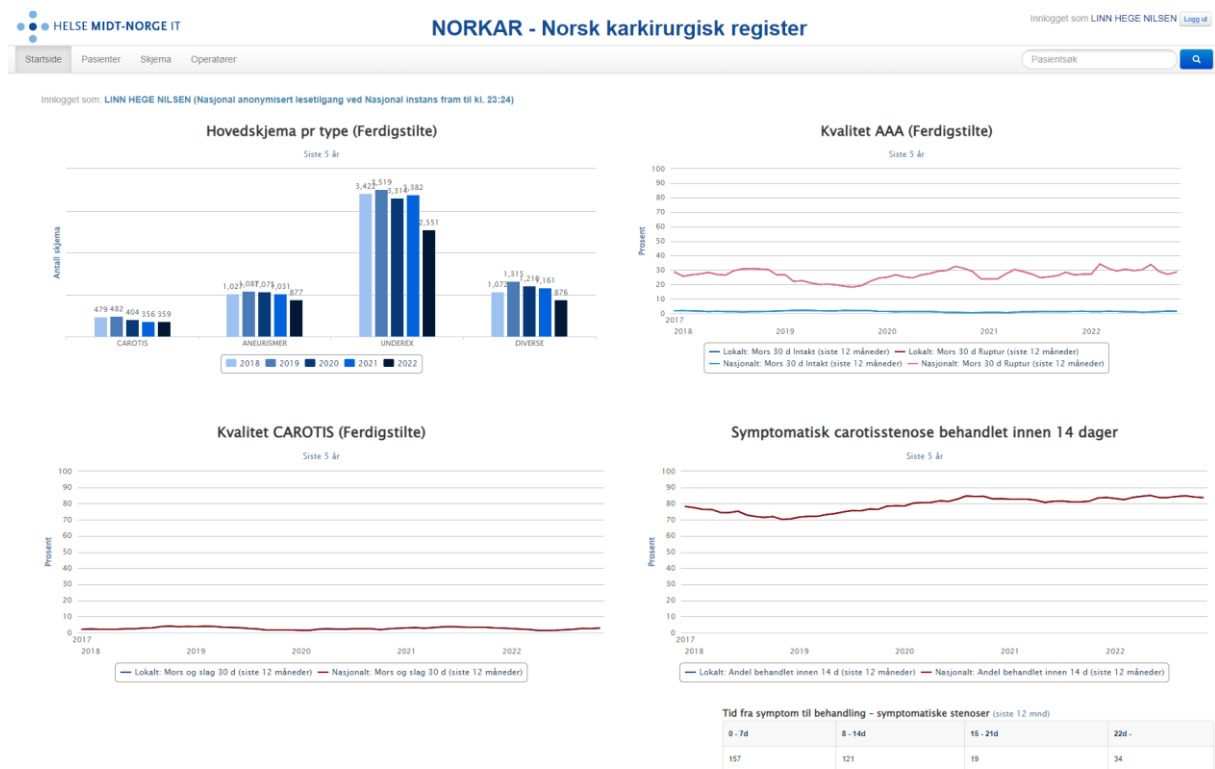 HELSE MIDT-NORGE IT
NORKAR - Norsk karkirurgisk register
Innlogget som LINN HEGE NILSEN Logg ut
Startside Pasienter Skjema Operatører
Pasientsøk
Innlogget som: LINN HEGE NILSEN (Nasjonal anonymisert lesetilgang ved Nasjonal instans fram til kl. 23:24)
Hovedskjema pr type (Ferdigstilte)
Siste 5 år
Antall skjema
479 482 404 356 359
1,087 1,031 877
3,422 3,519 3,314 3,382 2,551
1,072 1,315 1,216 1,161 876
CAROTIS ANEURISMER UNDEREX DIVERSE
2018 2019 2020 2021 2022
Kvalitet AAA (Ferdigstilte)
Siste 5 år
Prosent
100
90
80
70
60
50
40
30
20
10
0
2017
2018 2019 2020 2021 2022
Lokalt: Mors 30 d Intakt (siste 12 måneder) Lokalt: Mors 30 d Ruptur (siste 12 måneder)
Nasjonalt: Mors 30 d Intakt (siste 12 måneder) Nasjonalt: Mors 30 d Ruptur (siste 12 måneder)
Kvalitet CAROTIS (Ferdigstilte)
Siste 5 år
Prosent
100
90
80
70
60
50
40
30
20
10
0
2017
2018 2019 2020 2021 2022
Lokalt: Mors og slag 30 d (siste 12 måneder) Nasjonalt: Mors og slag 30 d (siste 12 måneder)
Symptomatisk carotisstenose behandlet innen 14 dager
Siste 5 år
Prosent
100
90
80
70
60
50
40
30
20
10
0
2017
2018 2019 2020 2021 2022
Lokalt: Andel behandlet innen 14 d (siste 12 måneder) Nasjonalt: Andel behandlet innen 14 d (siste 12 måneder)
Tid fra symptom til behandling – symptomatiske stenoser (siste 12 mnd)
0 - 7d 8 - 14d 15 - 21d 22d -
157 121 19 34